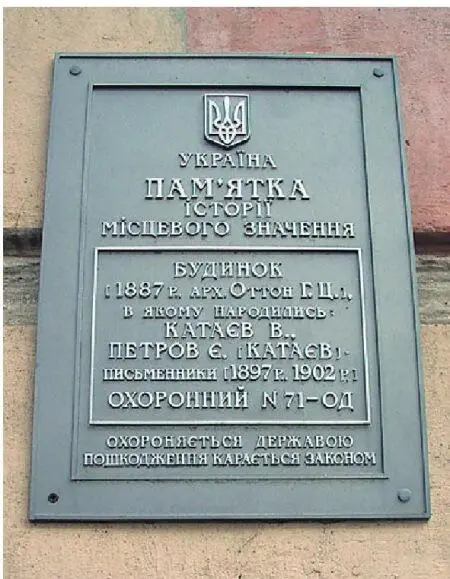 УКРАЇНА
ПАМ'ЯТКА
ІСТОРІЇ
МІСЦЕВОГО ЗНАЧЕННЯ
БУДИНОК
[1887 р. АРХ. ОТТОН Г.Ц.],
В ЯКОМУ НАРОДИЛИСЬ:
КАТАЄВ В.,
ПЕТРОВ Є. [КАТАЄВ]-
ПИСЬМЕННИКИ [1897 р. 1902 р.]
ОХОРОННИЙ N 71-ОД
ОХОРОНЯЄТЬСЯ ДЕРЖАВОЮ
ПОШКОДЖЕННЯ КАРАЄТЬСЯ ЗАКОНОМ